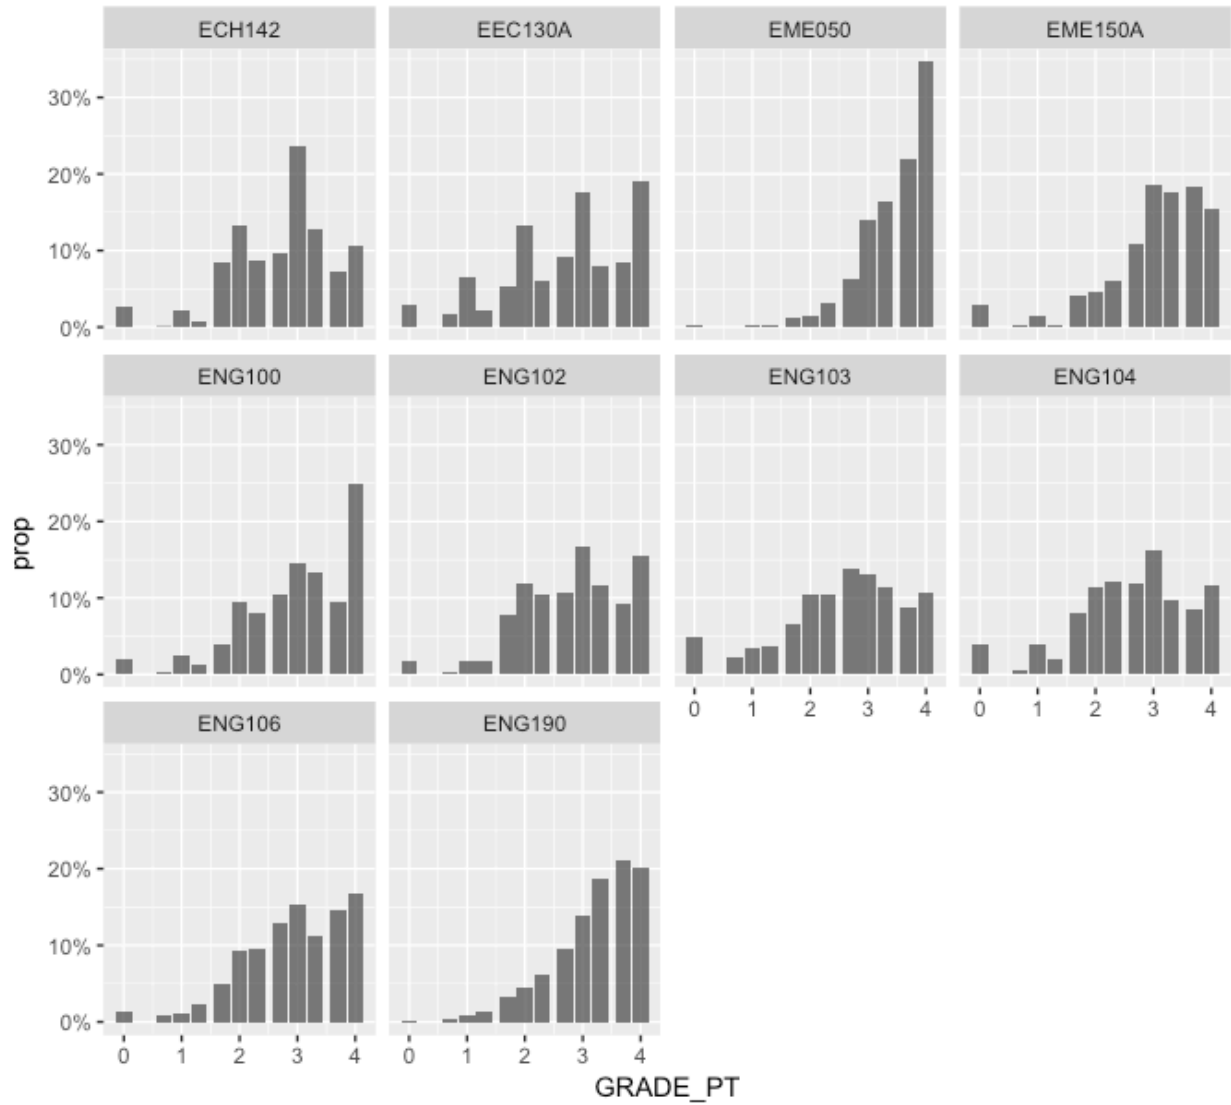 ECH142 EEC130A EME050 EME150A
30%
20%
10%
0%
ENG100 ENG102 ENG103 ENG104
30%
20%
10%
0%
0 1 2 3 4 0 1 2 3 4
ENG106 ENG190
30%
20%
10%
0%
0 1 2 3 4 0 1 2 3 4
prop
GRADE_PT